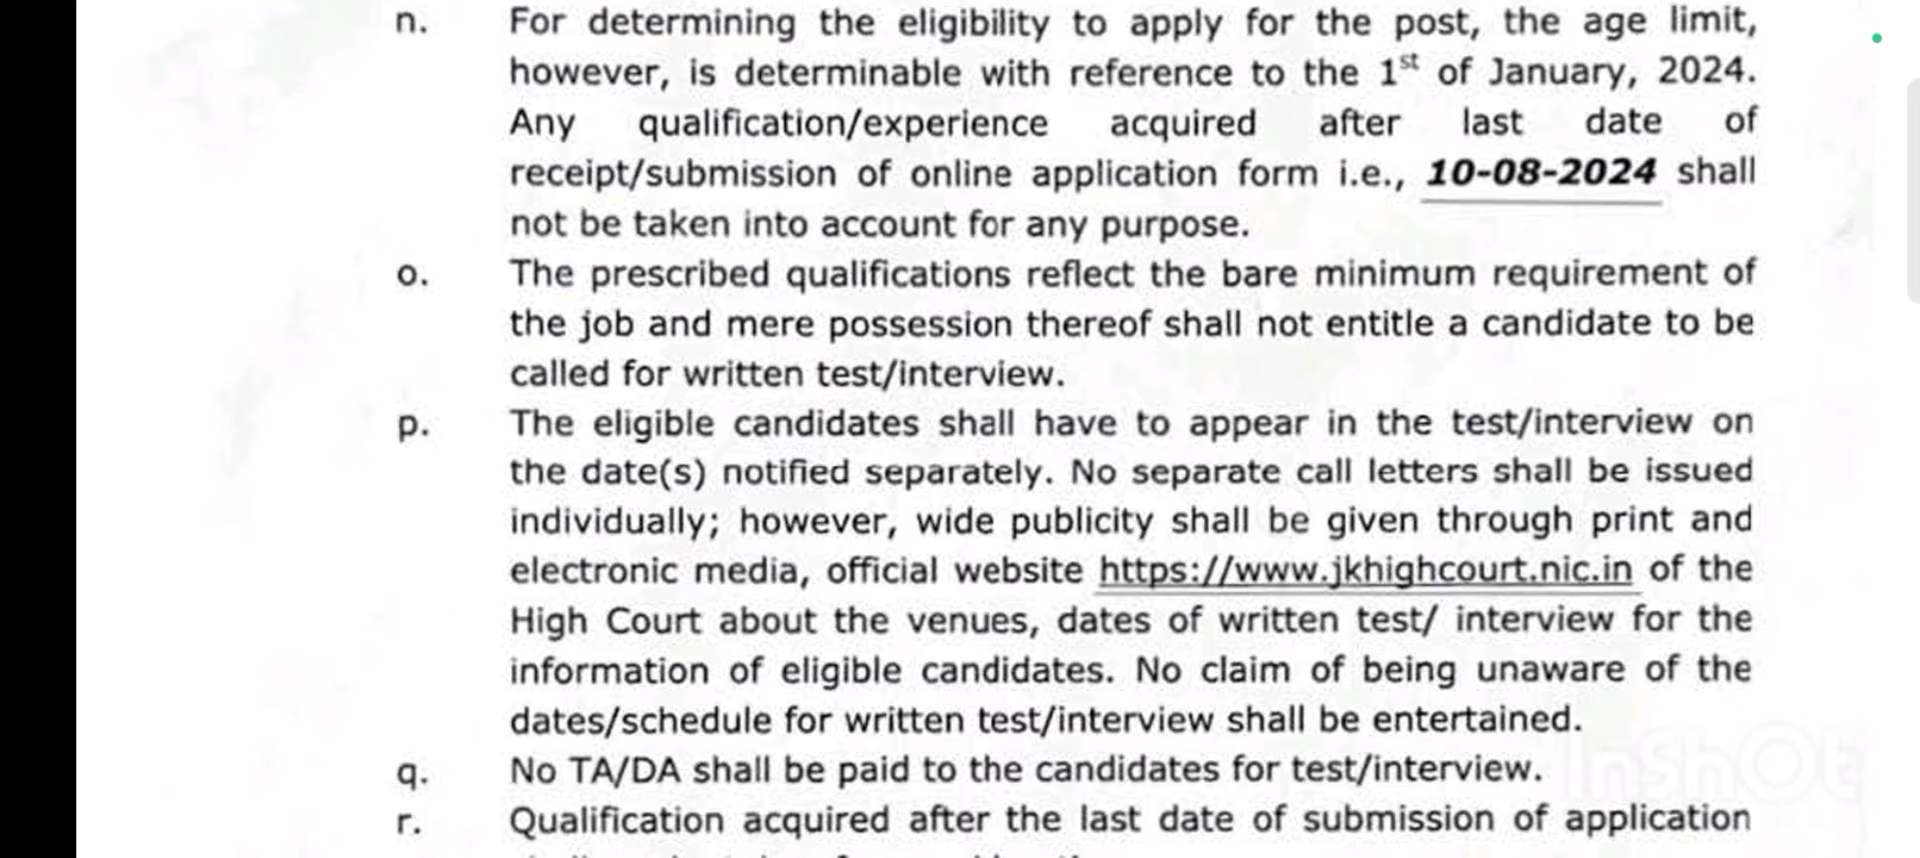 n. For determining the eligibility to apply for the post, the age limit,
however, is determinable with reference to the 1st of January, 2024.
Any qualification/experience acquired after last date of
receipt/submission of online application form i.e., 10-08-2024 shall
not be taken into account for any purpose.
o. The prescribed qualifications reflect the bare minimum requirement of
the job and mere possession thereof shall not entitle a candidate to be
called for written test/interview.
p. The eligible candidates shall have to appear in the test/interview on
the date(s) notified separately. No separate call letters shall be issued
individually; however, wide publicity shall be given through print and
electronic media, official website https://www.jkhighcourt.nic.in of the
High Court about the venues, dates of written test/ interview for the
information of eligible candidates. No claim of being unaware of the
dates/schedule for written test/interview shall be entertained.
q. No TA/DA shall be paid to the candidates for test/interview.
r. Qualification acquired after the last date of submission of application
InShOt